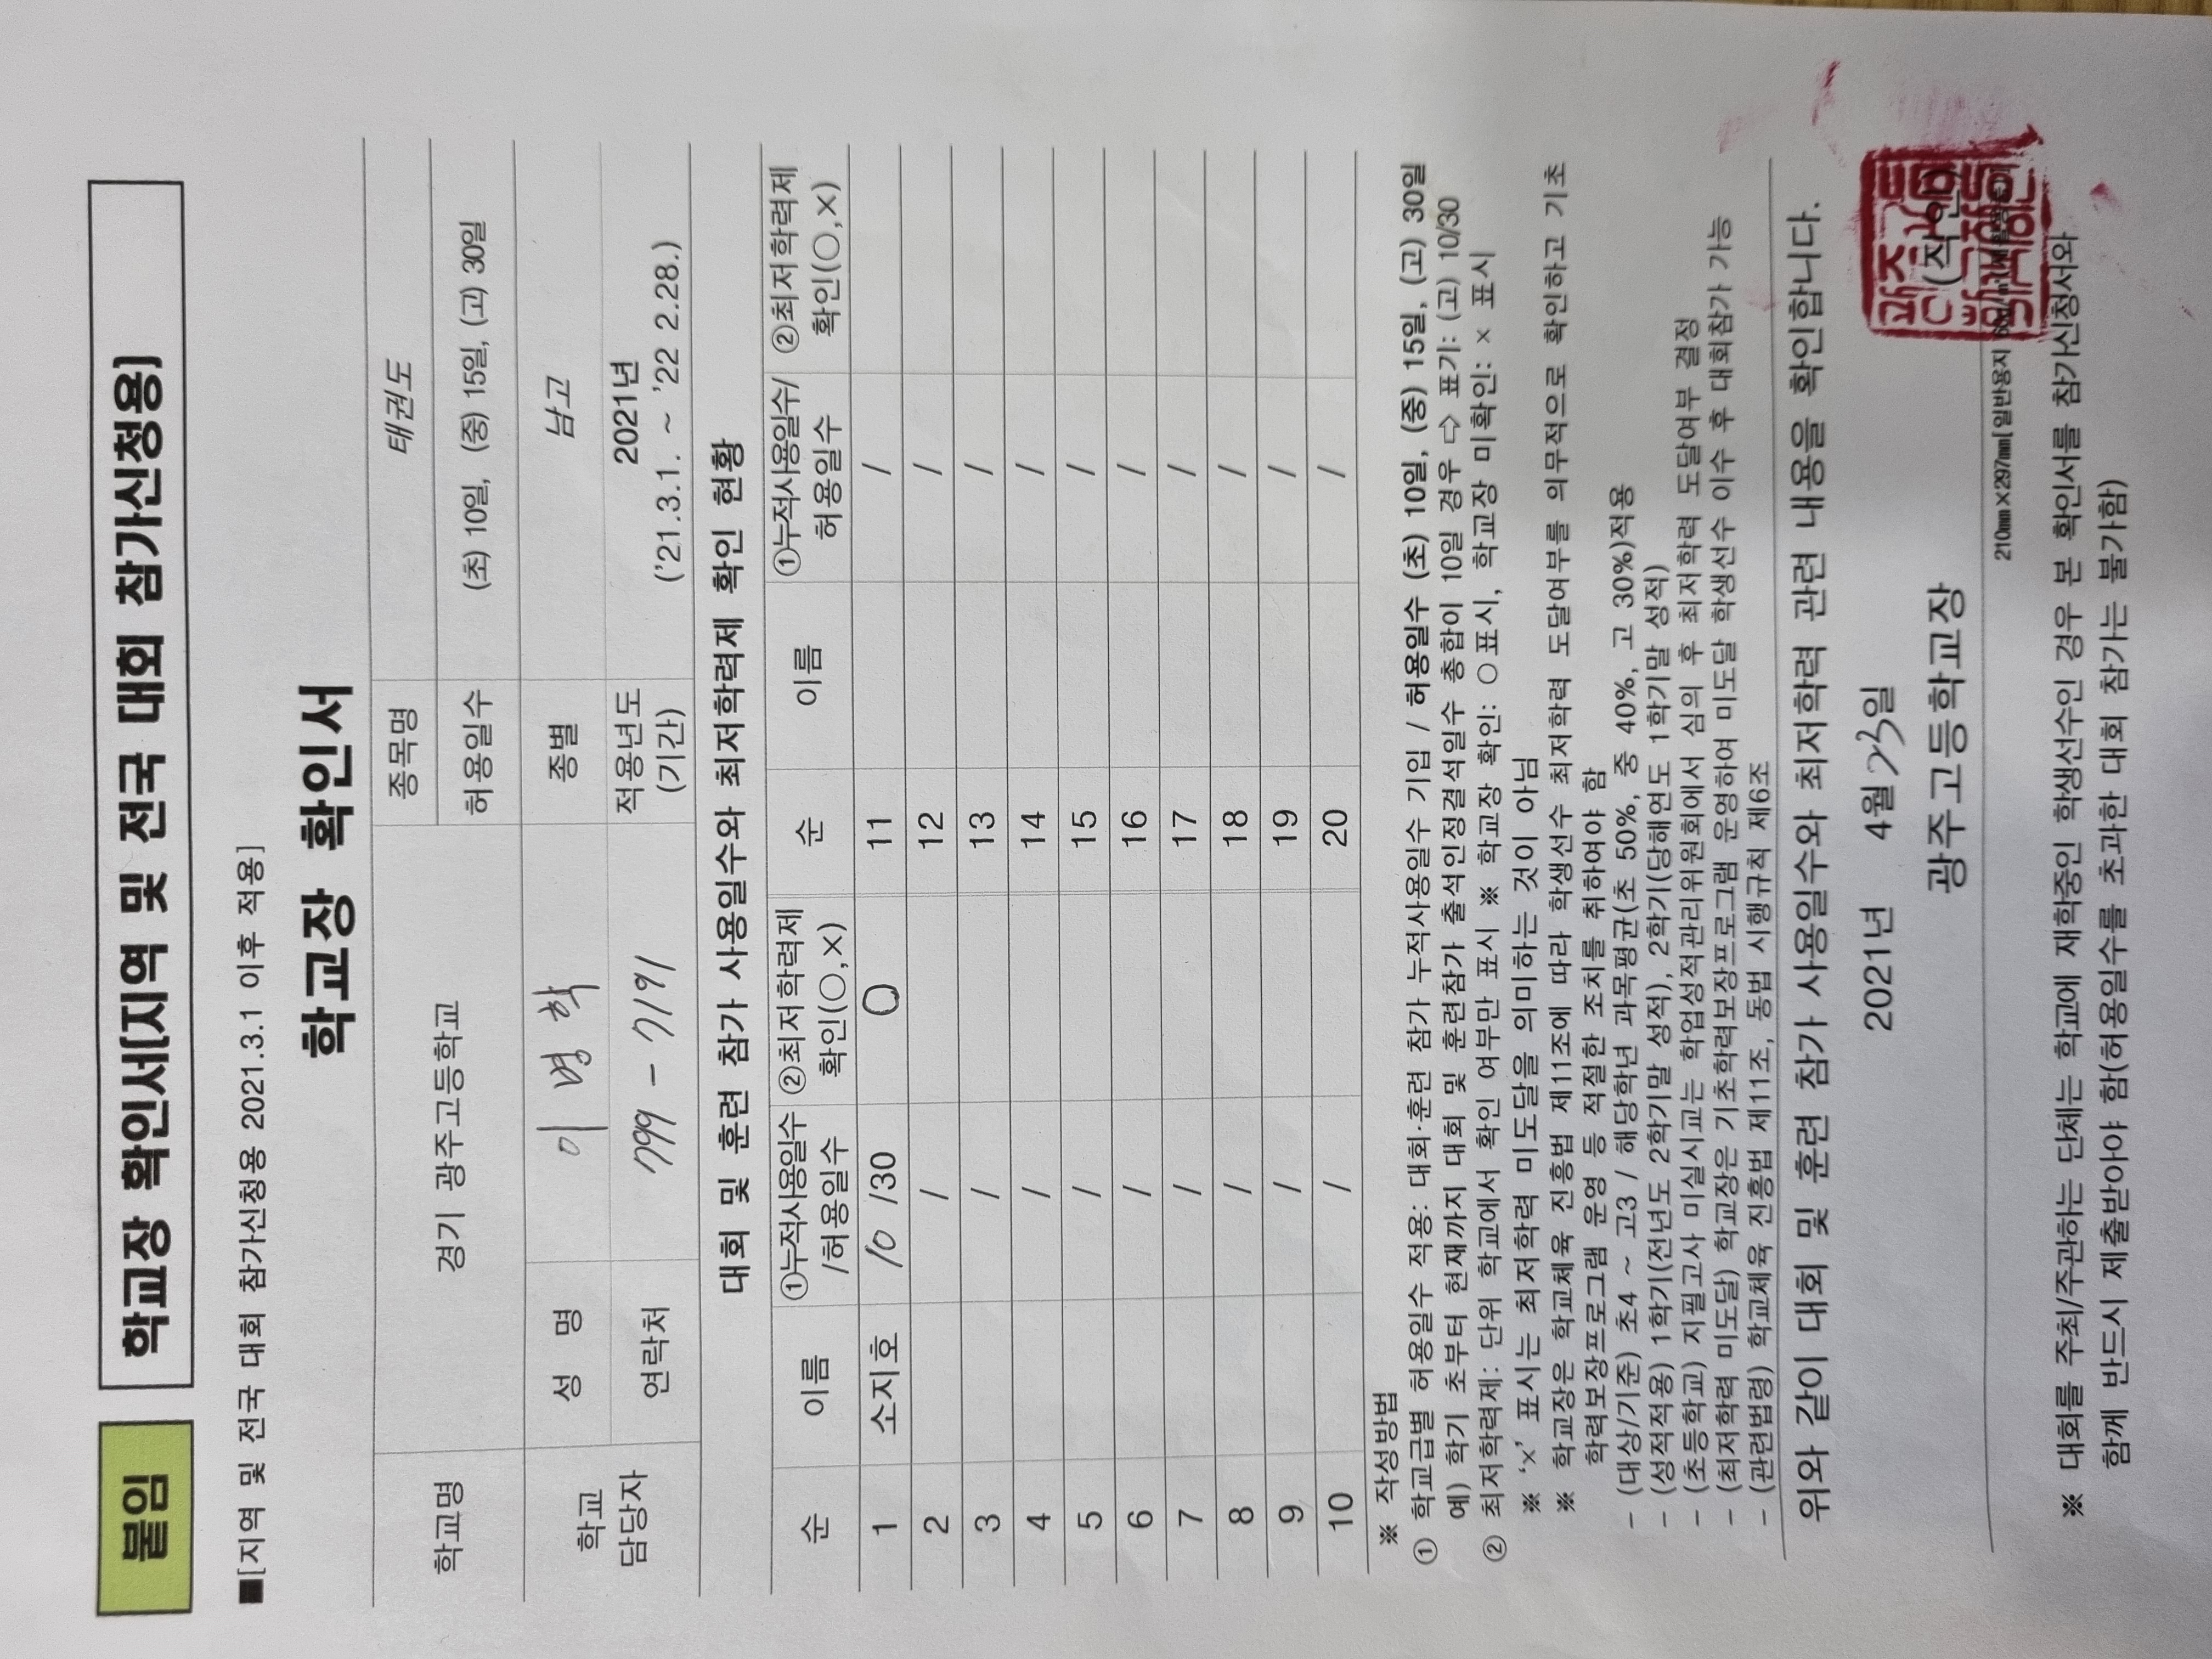 붙임
학교장 확인서[지역 및 전국 대회 참가신청용]
■[지역 및 전국 대회 참가신청용 2021.3.1 이후 적용]
학교장 확인서
학교명 경기 광주고등학교 종목명 태권도
허용일수 (초) 10일, (중) 15일, (고) 30일
학교 담당자 성 명 이병학 종별 남고
연락처 799-7191 적용년도 (기간) 2021년
('21.3.1. ~ '22 2.28.)
대회 및 훈련 참가 사용일수와 최저학력제 확인 현황
순 이름 ①누적사용일수 /허용일수 ②최저학력제 확인(○,×) 순 이름 ①누적사용일수/ 허용일수 ②최저학력제 확인(○,×)
1 소지호 10 /30 O 11 /
2 / 12 /
3 / 13 /
4 / 14 /
5 / 15 /
6 / 16 /
7 / 17 /
8 / 18 /
9 / 19 /
10 / 20 /
※ 작성방법
① 학교급별 허용일수 적용: 대회·훈련 참가 누적사용일수 기입 / 허용일수 (초) 10일, (중) 15일, (고) 30일
예) 학기 초부터 현재까지 대회 및 훈련참가 출석인정결석일수 총합이 10일 경우 ⇨ 표기: (고) 10/30
② 최저학력제: 단위 학교에서 확인 여부만 표시 ※ 학교장 확인: ○표시, 학교장 미확인: × 표시
※ '×' 표시는 최저학력 미도달을 의미하는 것이 아님
※ 학교장은 학교체육 진흥법 제11조에 따라 학생선수 최저학력 도달여부를 의무적으로 확인하고 기초
학력보장프로그램 운영 등 적절한 조치를 취하여야 함
- (대상/기준) 초4 ~ 고3 / 해당학년 과목평균(초 50%, 중 40%, 고 30%)적용
- (성적적용) 1학기(전년도 2학기말 성적), 2학기(당해연도 1학기말 성적)
- (초등학교) 지필고사 미실시교는 학업성적관리위원회에서 심의 후 최저학력 도달여부 결정
- (최저학력 미도달) 학교장은 기초학력보장프로그램 운영하여 미도달 학생선수 이수 후 대회참가 가능
- (관련법령) 학교체육 진흥법 제11조, 동법 시행규칙 제6조
위와 같이 대회 및 훈련 참가 사용일수와 최저학력 관련 내용을 확인합니다.
2021년 4월 23일
광주고등학교장 (직인)
210㎜×297㎜[일반용지
※ 대회를 주최/주관하는 단체는 학교에 재학중인 학생선수인 경우 본 확인서를 참가신청서와
함께 반드시 제출받아야 함(허용일수를 초과한 대회 참가는 불가함)